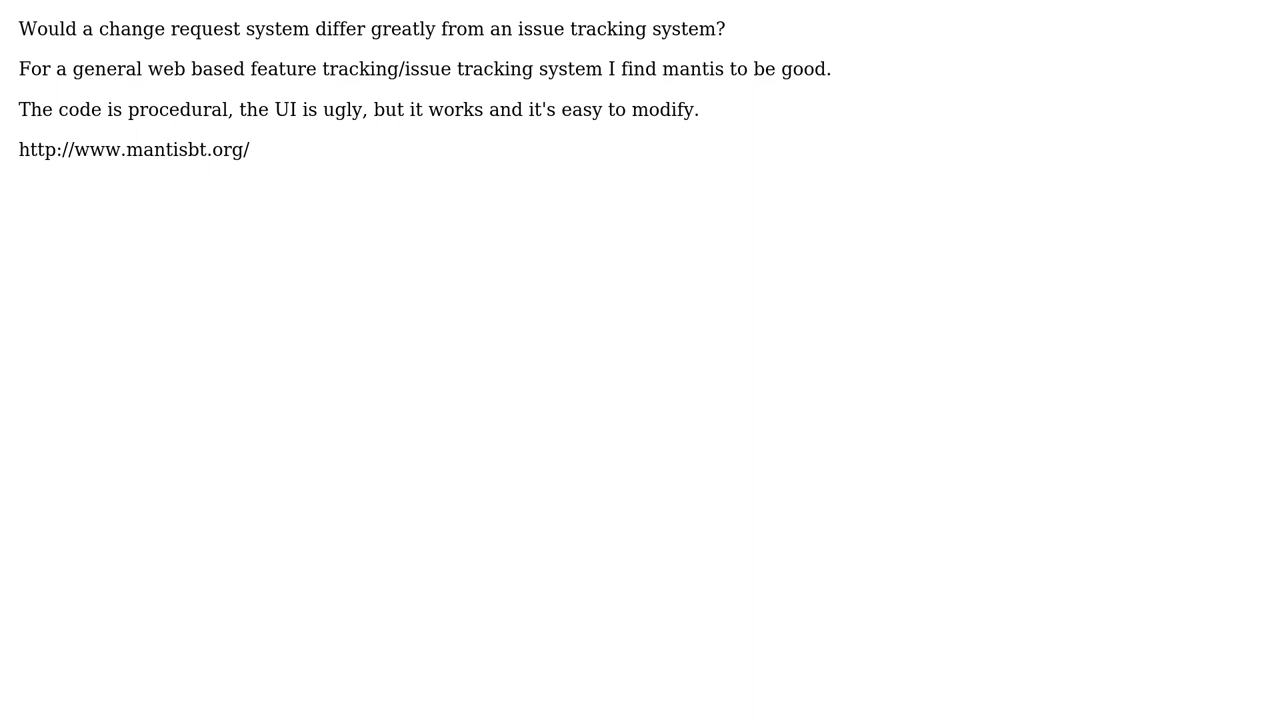 Would a change request system differ greatly from an issue tracking system?
For a general web based feature tracking/issue tracking system I find mantis to be good.
The code is procedural, the UI is ugly, but it works and it's easy to modify.
http://www.mantisbt.org/